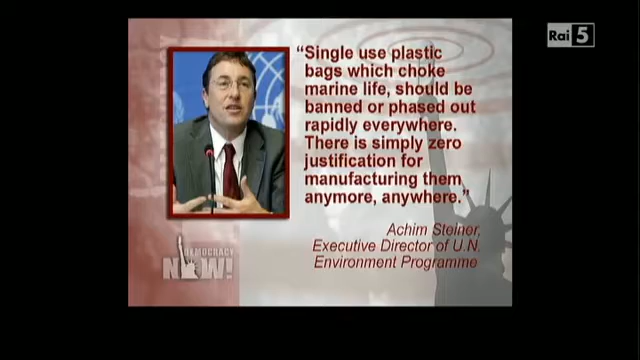 Rai 5
“Single use plastic
bags which choke
marine life, should be
banned or phased out
rapidly everywhere.
There is simply zero
justification for
manufacturing them
anymore, anywhere.”
Achim Steiner,
Executive Director of U.N.
Environment Programme
DEMOCRACY
NOW!